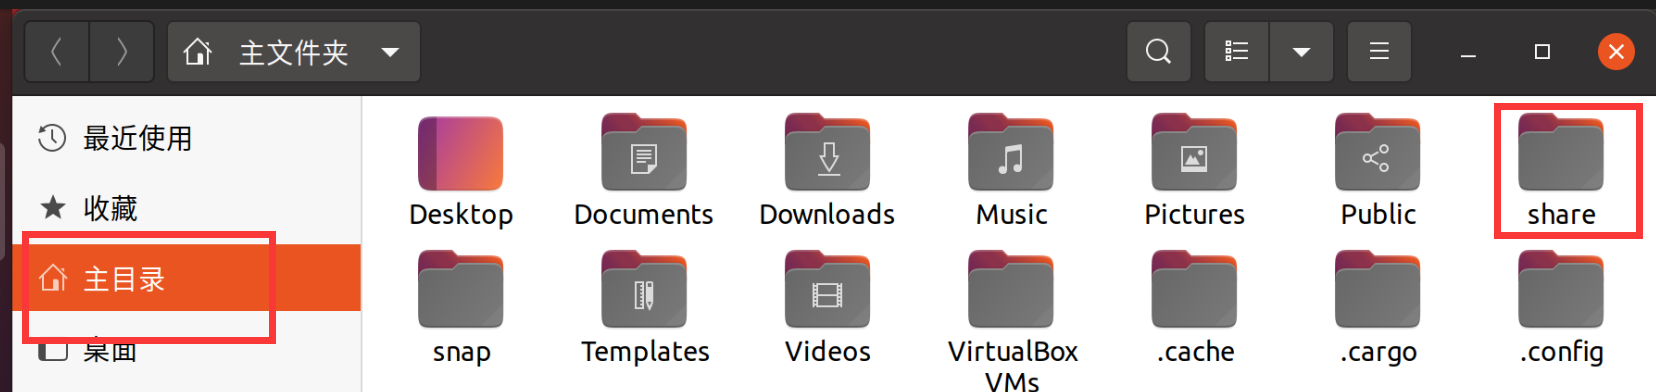 主文件夹
最近使用
收藏
主目录
桌面
Desktop
Documents
Downloads
Music
Pictures
Public
share
snap
Templates
Videos
VirtualBox
VMs
.cache
.cargo
.config